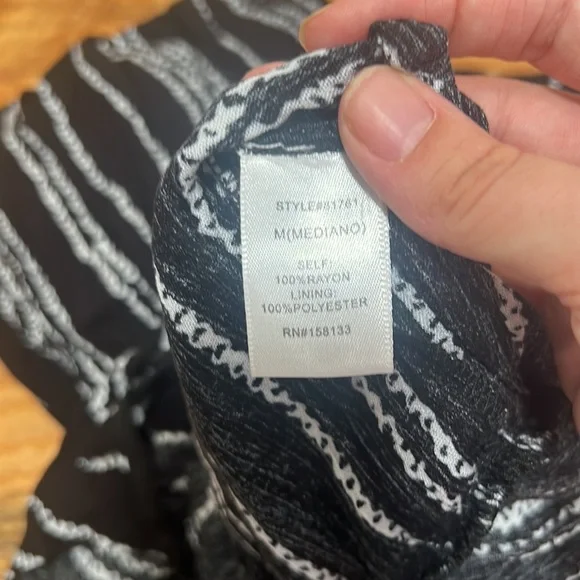 STYLE#81761
M(MEDIANO)
SELF:
100%RAYON
LINING:
100%POLYESTER
RN#158133